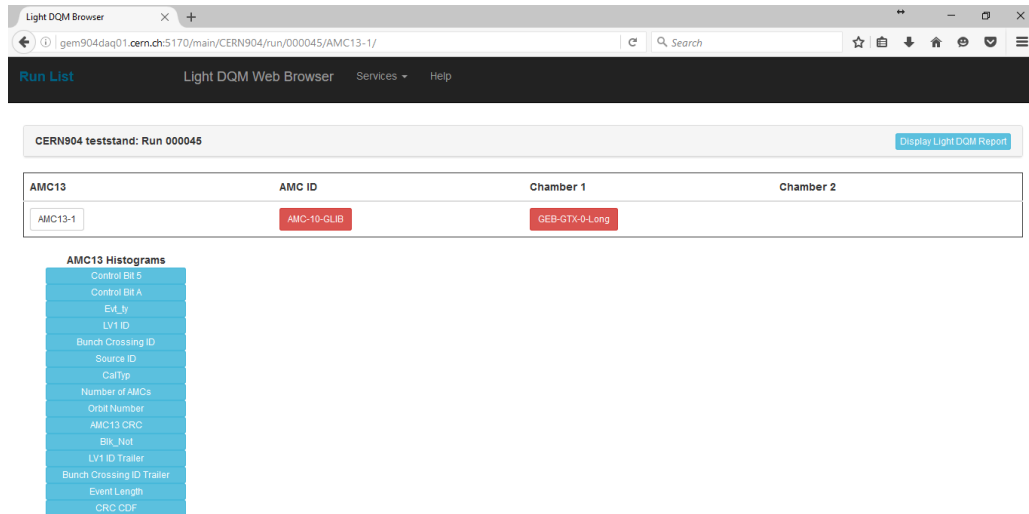 Light DQM Browser
gem904daq01.cern.ch:5170/main/CERN904/run/000045/AMC13-1/
Search
Run List Light DQM Web Browser Services Help
CERN904 teststand: Run 000045 Display Light DQM Report
AMC13 AMC ID Chamber 1 Chamber 2
AMC13-1 AMC-10-GLIB GEB-GTX-0-Long
AMC13 Histograms
Control Bit 5
Control Bit A
Evt_ty
LV1 ID
Bunch Crossing ID
Source ID
CalTyp
Number of AMCs
Orbit Number
AMC13 CRC
Blk_Not
LV1 ID Trailer
Bunch Crossing ID Trailer
Event Length
CRC CDF